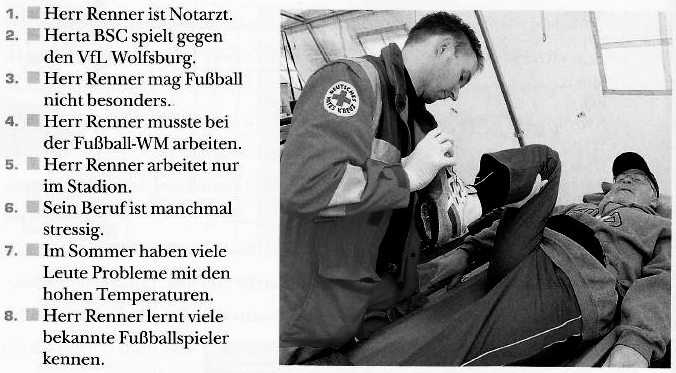 1. Herr Renner ist Notarzt.
2. Herta BSC spielt gegen
den VfL Wolfsburg.
3. Herr Renner mag Fußball
nicht besonders.
4. Herr Renner musste bei
der Fußball-WM arbeiten.
5. Herr Renner arbeitet nur
im Stadion.
6. Sein Beruf ist manchmal
stressig.
7. Im Sommer haben viele
Leute Probleme mit den
hohen Temperaturen.
8. Herr Renner lernt viele
bekannte Fußballspieler
kennen.
DEUTSCHES
ROTES KREUZ